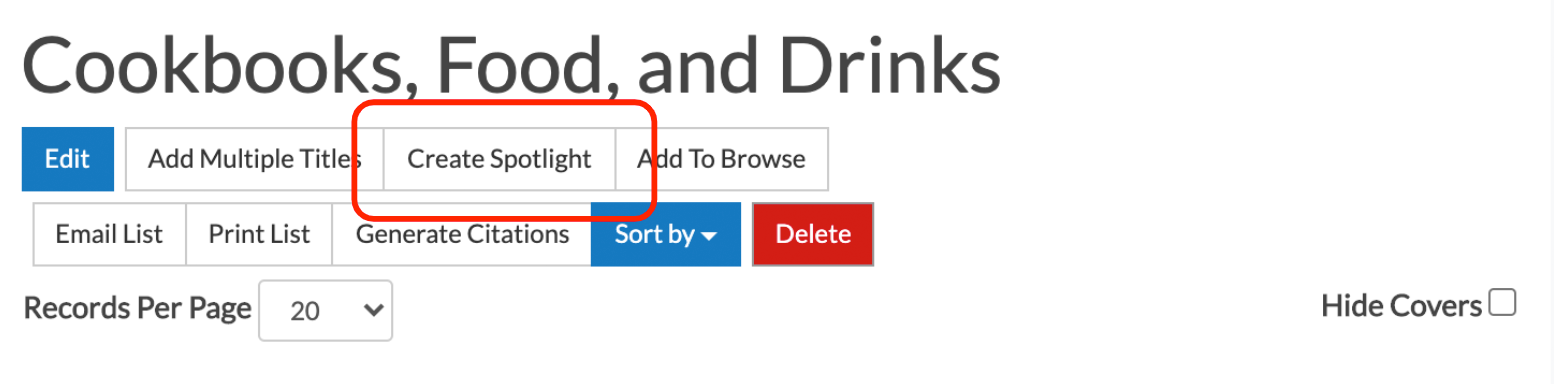 Cookbooks, Food, and Drinks
Edit Add Multiple Titles Create Spotlight Add To Browse
Email List Print List Generate Citations Sort by Delete
Records Per Page 20 Hide Covers